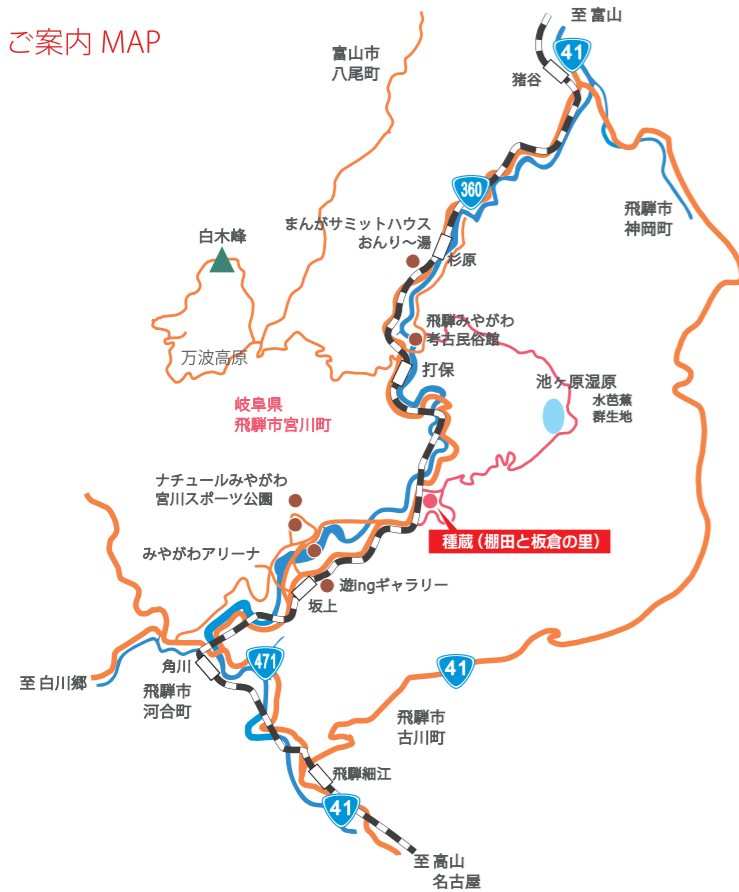 ご案内 MAP
至 富山
41
富山市
八尾町
猪谷
360
飛騨市
神岡町
まんがサミットハウス
おんり〜湯
白木峰
杉原
飛騨みやがわ
考古民俗館
万波高原
打保
池ヶ原湿原
水芭蕉
群生地
岐阜県
飛騨市宮川町
ナチュールみやがわ
宮川スポーツ公園
種蔵（棚田と板倉の里）
みやがわアリーナ
遊ingギャラリー
坂上
471
41
角川
至 白川郷
飛騨市
河合町
飛騨市
古川町
飛騨細江
41
至 高山
名古屋